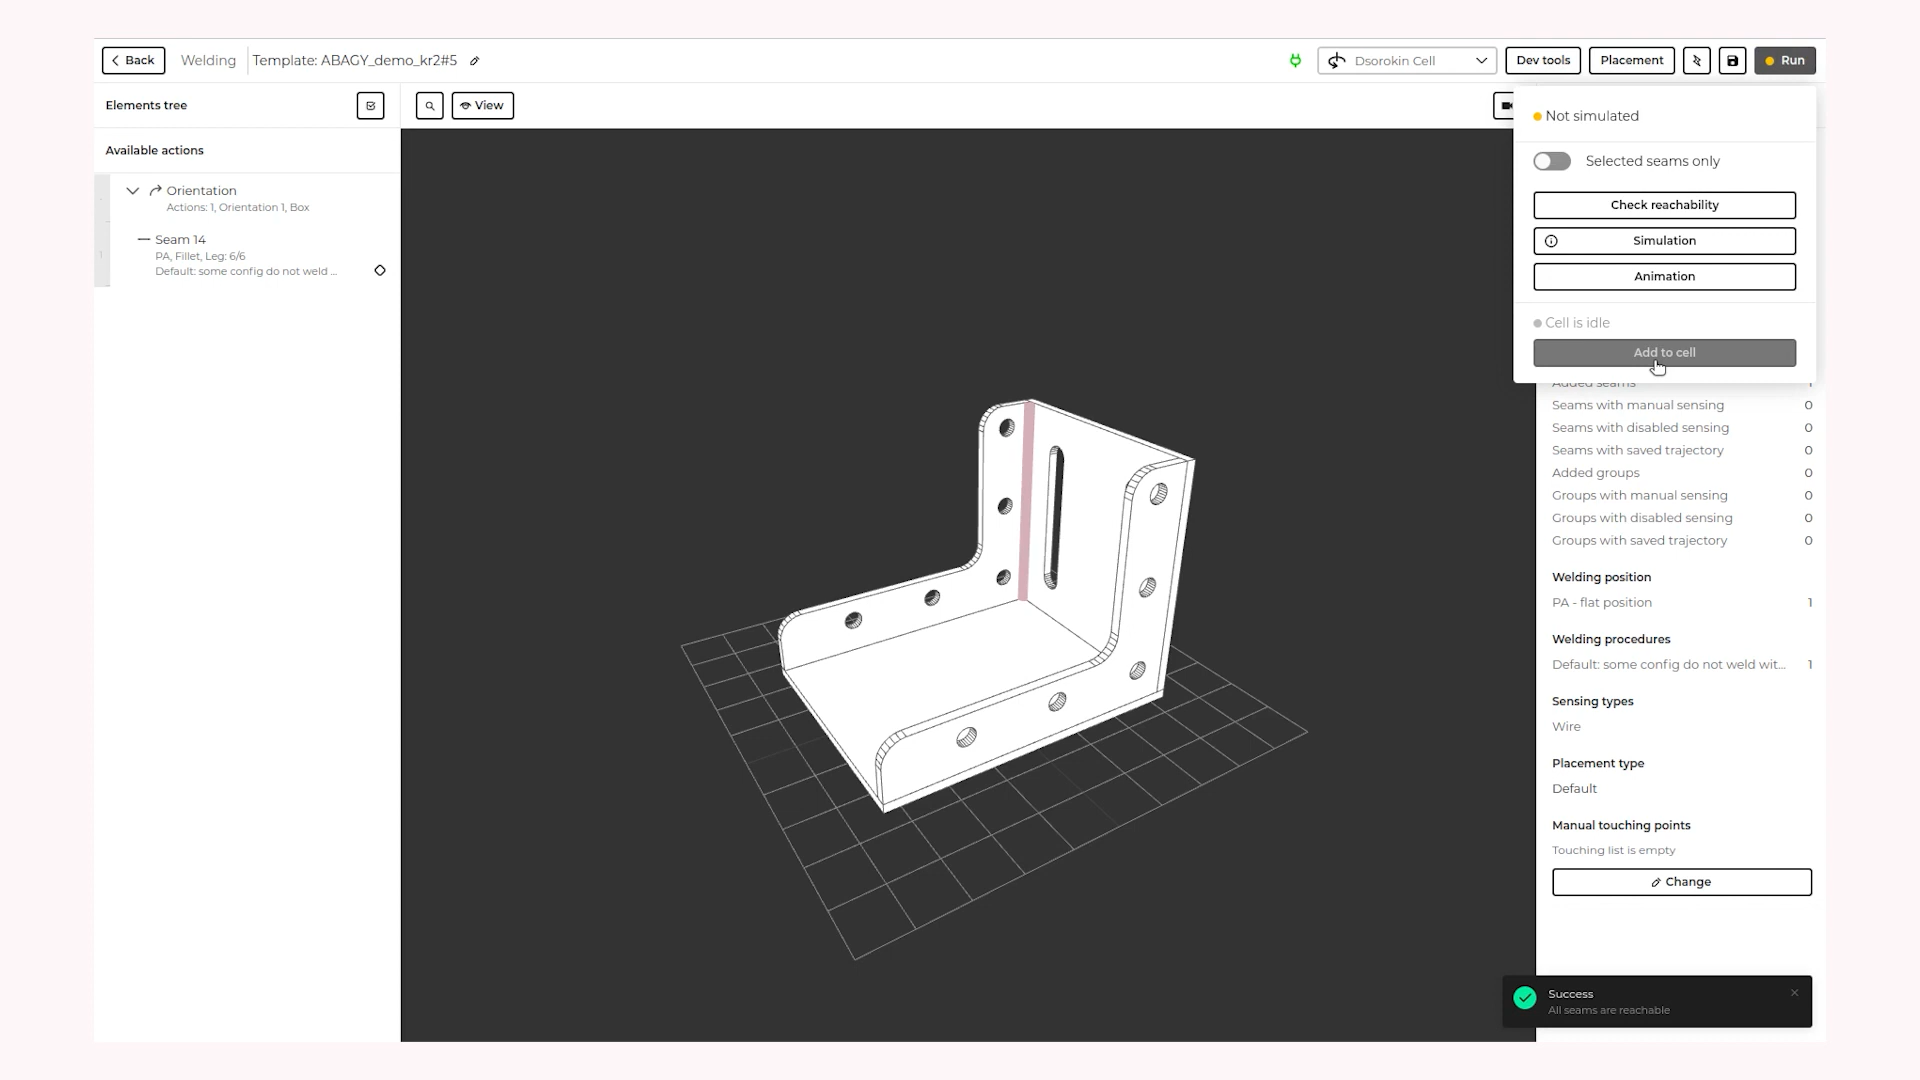 Back
Welding
Template: ABAGY_demo_kr2#5
Dsorokin Cell
Dev tools
Placement
Run
Elements tree
View
Available actions
Orientation
Actions: 1, Orientation 1, Box
Seam 14
PA, Fillet, Leg: 6/6
Default: some config do not weld ...
1
Not simulated
Selected seams only
Check reachability
Simulation
Animation
Cell is idle
Add to cell
Added seams 1
Seams with manual sensing 0
Seams with disabled sensing 0
Seams with saved trajectory 0
Added groups 0
Groups with manual sensing 0
Groups with disabled sensing 0
Groups with saved trajectory 0
Welding position
PA - flat position 1
Welding procedures
Default: some config do not weld wit... 1
Sensing types
Wire
Placement type
Default
Manual touching points
Touching list is empty
Change
Success
All seams are reachable